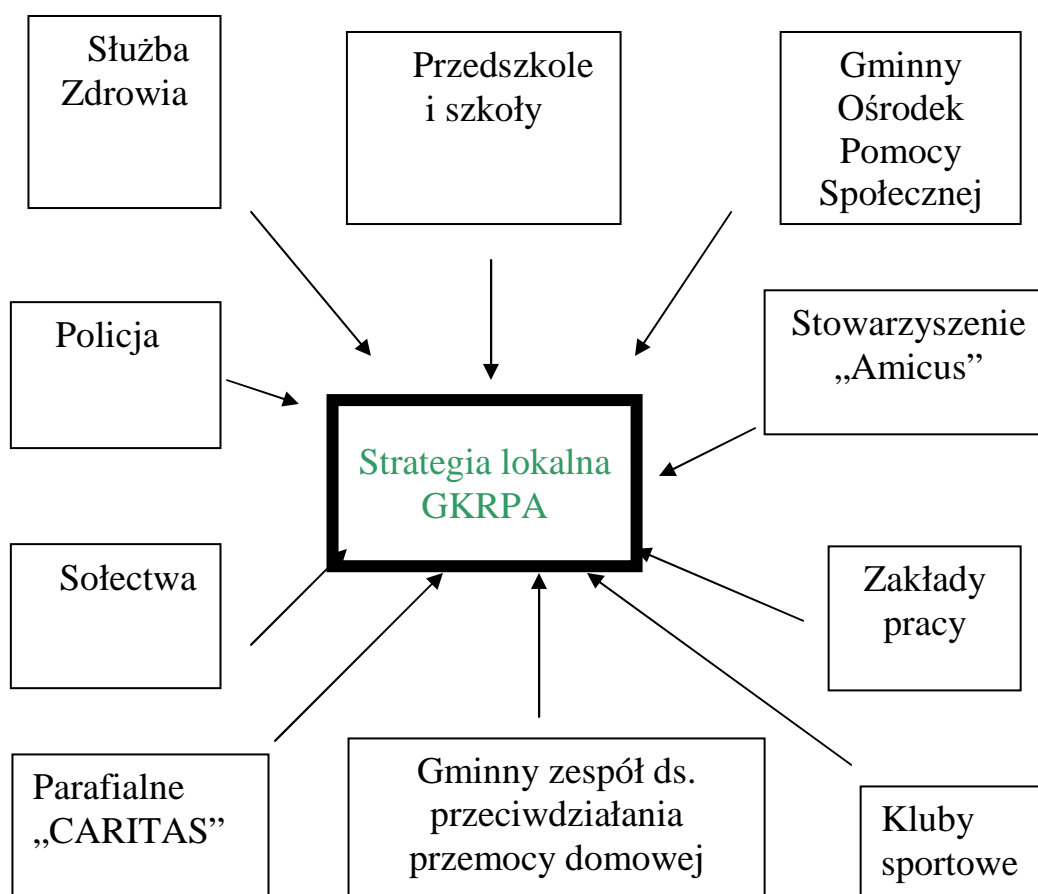 Służba
Zdrowia
Przedszkole
i szkoły
Gminny
Ośrodek
Pomocy
Społecznej
Policja
Stowarzyszenie
„Amicus”
Strategia lokalna
GKRPA
Sołectwa
Zakłady
pracy
Parafialne
„CARITAS”
Gminny zespół ds.
przeciwdziałania
przemocy domowej
Kluby
sportowe